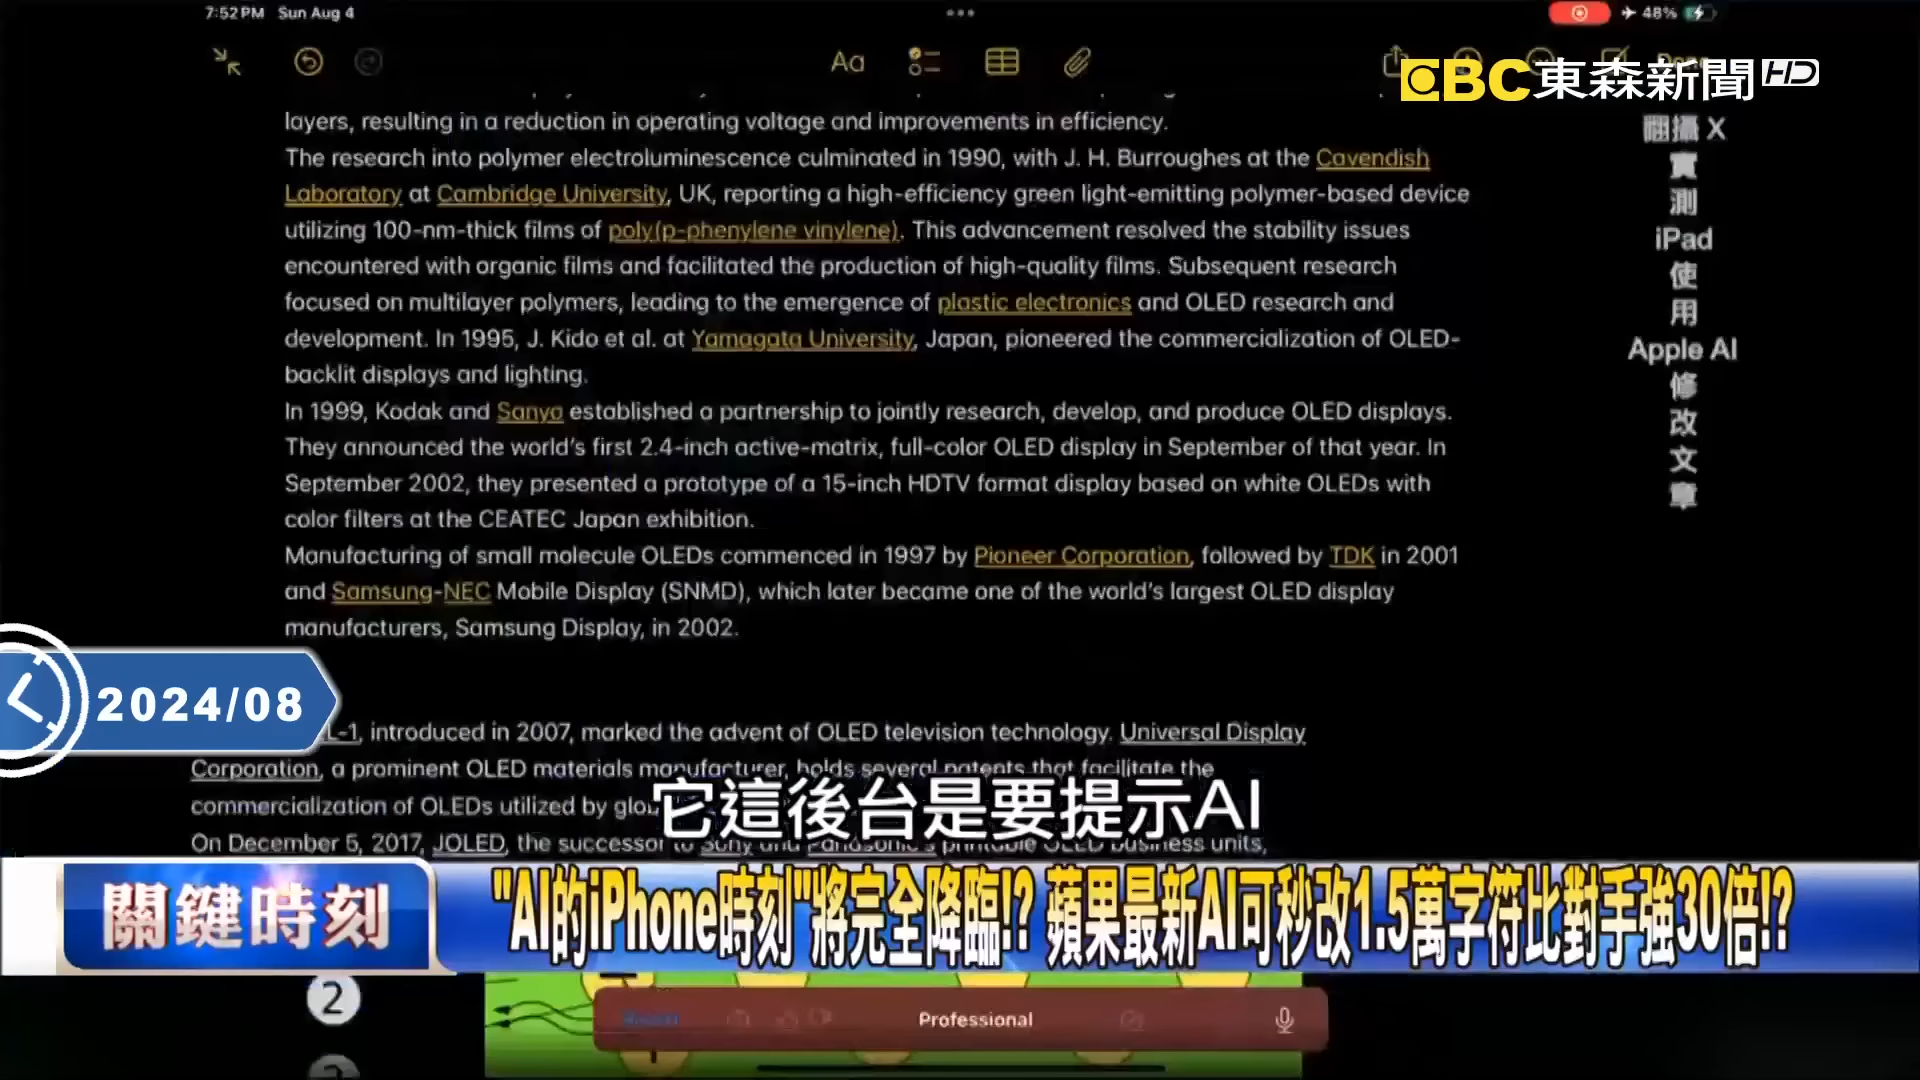 7:52 PM Sun Aug 4
48%
Aa
EBC東森新聞HD
layers, resulting in a reduction in operating voltage and improvements in efficiency.
The research into polymer electroluminescence culminated in 1990, with J. H. Burroughes at the Cavendish
Laboratory at Cambridge University, UK, reporting a high-efficiency green light-emitting polymer-based device
utilizing 100-nm-thick films of poly(p-phenylene vinylene). This advancement resolved the stability issues
encountered with organic films and facilitated the production of high-quality films. Subsequent research
focused on multilayer polymers, leading to the emergence of plastic electronics and OLED research and
development. In 1995, J. Kido et al. at Yamagata University, Japan, pioneered the commercialization of OLED-
backlit displays and lighting.
In 1999, Kodak and Sanyo established a partnership to jointly research, develop, and produce OLED displays.
They announced the world's first 2.4-inch active-matrix, full-color OLED display in September of that year. In
September 2002, they presented a prototype of a 15-inch HDTV format display based on white OLEDs with
color filters at the CEATEC Japan exhibition.
Manufacturing of small molecule OLEDs commenced in 1997 by Pioneer Corporation, followed by TDK in 2001
and Samsung-NEC Mobile Display (SNMD), which later became one of the world's largest OLED display
manufacturers, Samsung Display, in 2002.
翻攝X
實
測
iPad
使
用
Apple AI
修
改
文
章
2024/08
L-1, introduced in 2007, marked the advent of OLED television technology. Universal Display
Corporation, a prominent OLED materials manufacturer, holds several patents that facilitate the
commercialization of OLEDs utilized by
On December 5, 2017, JOLED, the successor to Sony and Panasonic's printable OLED business units,
它這後台是要提示AI
關鍵時刻
"AI的iPhone時刻"將完全降臨!? 蘋果最新AI可秒改1.5萬字符比對手強30倍!?
2
Professional